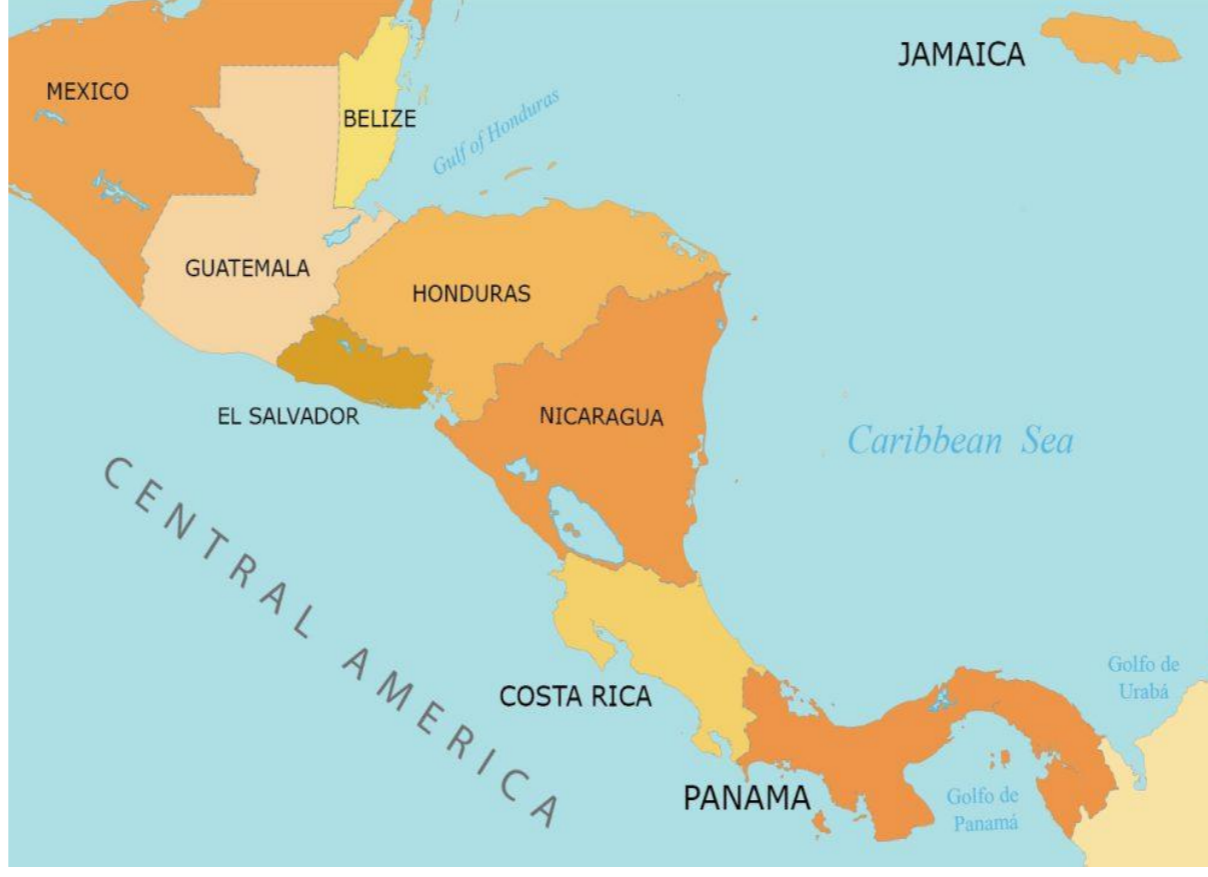 JAMAICA
MEXICO
BELIZE
Gulf of Honduras
GUATEMALA
HONDURAS
EL SALVADOR
NICARAGUA
Caribbean Sea
CENTRAL AMERICA
COSTA RICA
Golfo de
Urabá
PANAMA
Golfo de
Panamá